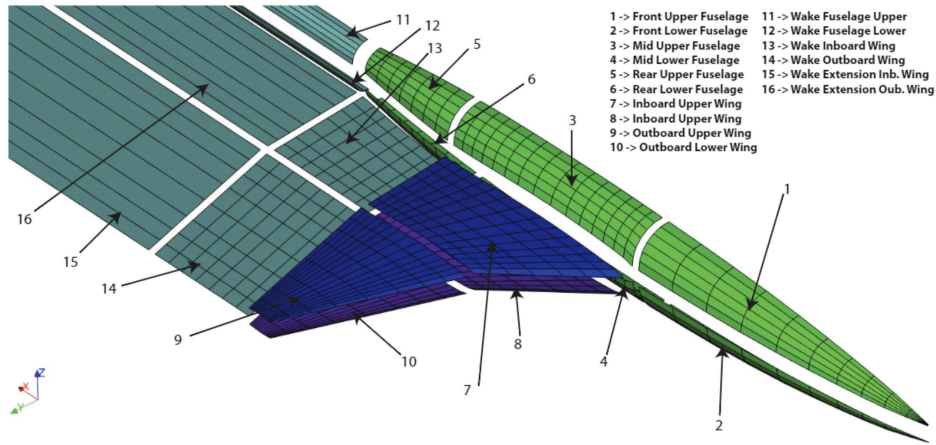 1 -> Front Upper Fuselage
2 -> Front Lower Fuselage
3 -> Mid Upper Fuselage
4 -> Mid Lower Fuselage
5 -> Rear Upper Fuselage
6 -> Rear Lower Fuselage
7 -> Inboard Upper Wing
8 -> Inboard Upper Wing
9 -> Outboard Upper Wing
10 -> Outboard Lower Wing
11 -> Wake Fuselage Upper
12 -> Wake Fuselage Lower
13 -> Wake Inboard Wing
14 -> Wake Outboard Wing
15 -> Wake Extension Inb. Wing
16 -> Wake Extension Oub. Wing
11
12
13
5
6
3
1
16
15
14
9
10
7
8
4
2
Z
X
Y